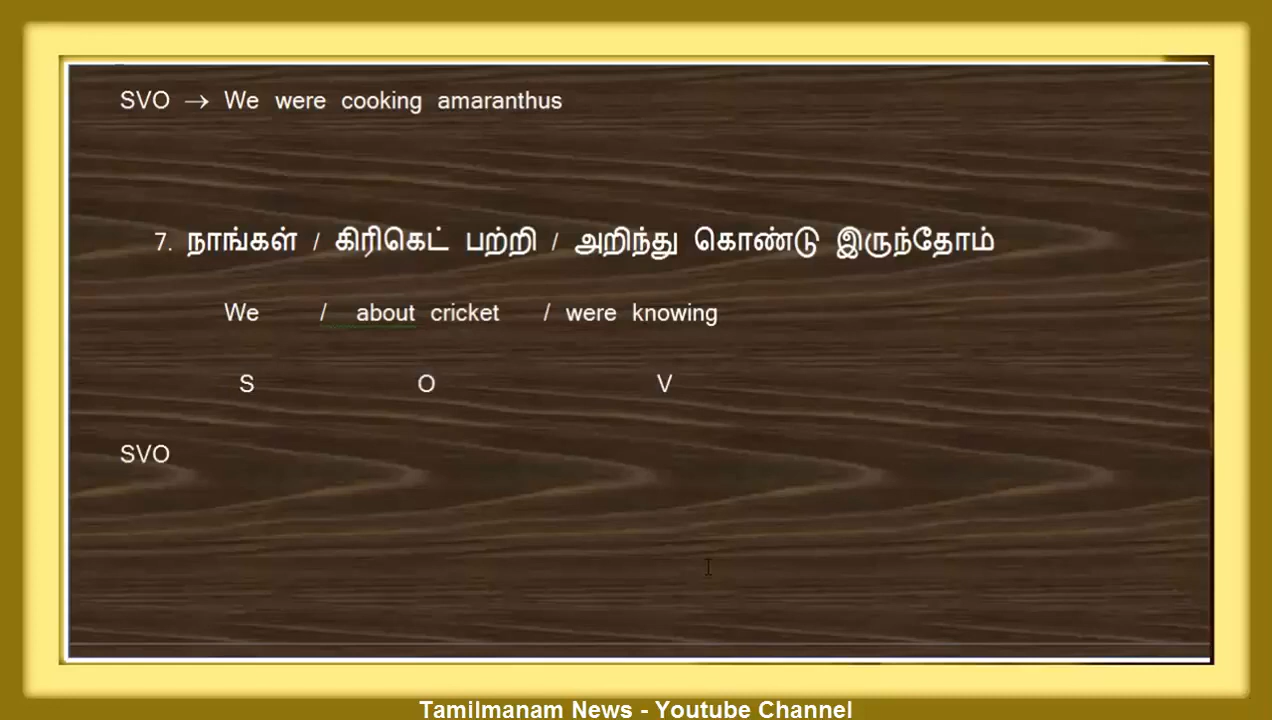 SVO → We were cooking amaranthus
7. நாங்கள் / கிரிகெட் பற்றி / அறிந்து கொண்டு இருந்தோம்
We / about cricket / were knowing
S O V
SVO
Tamilmanam News - Youtube Channel